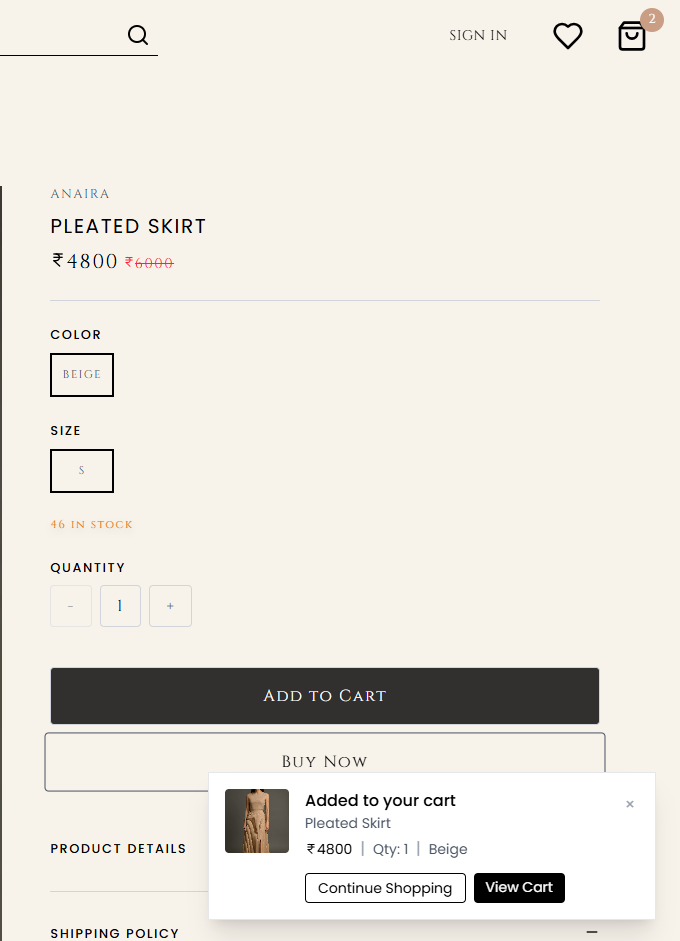 SIGN IN
2
ANAIRA
PLEATED SKIRT
₹4800 ₹6000
COLOR
BEIGE
SIZE
S
46 IN STOCK
QUANTITY
- 1 +
Add to Cart
Buy Now
Added to your cart ×
Pleated Skirt
₹4800 | Qty: 1 | Beige
Continue Shopping View Cart
PRODUCT DETAILS
SHIPPING POLICY −